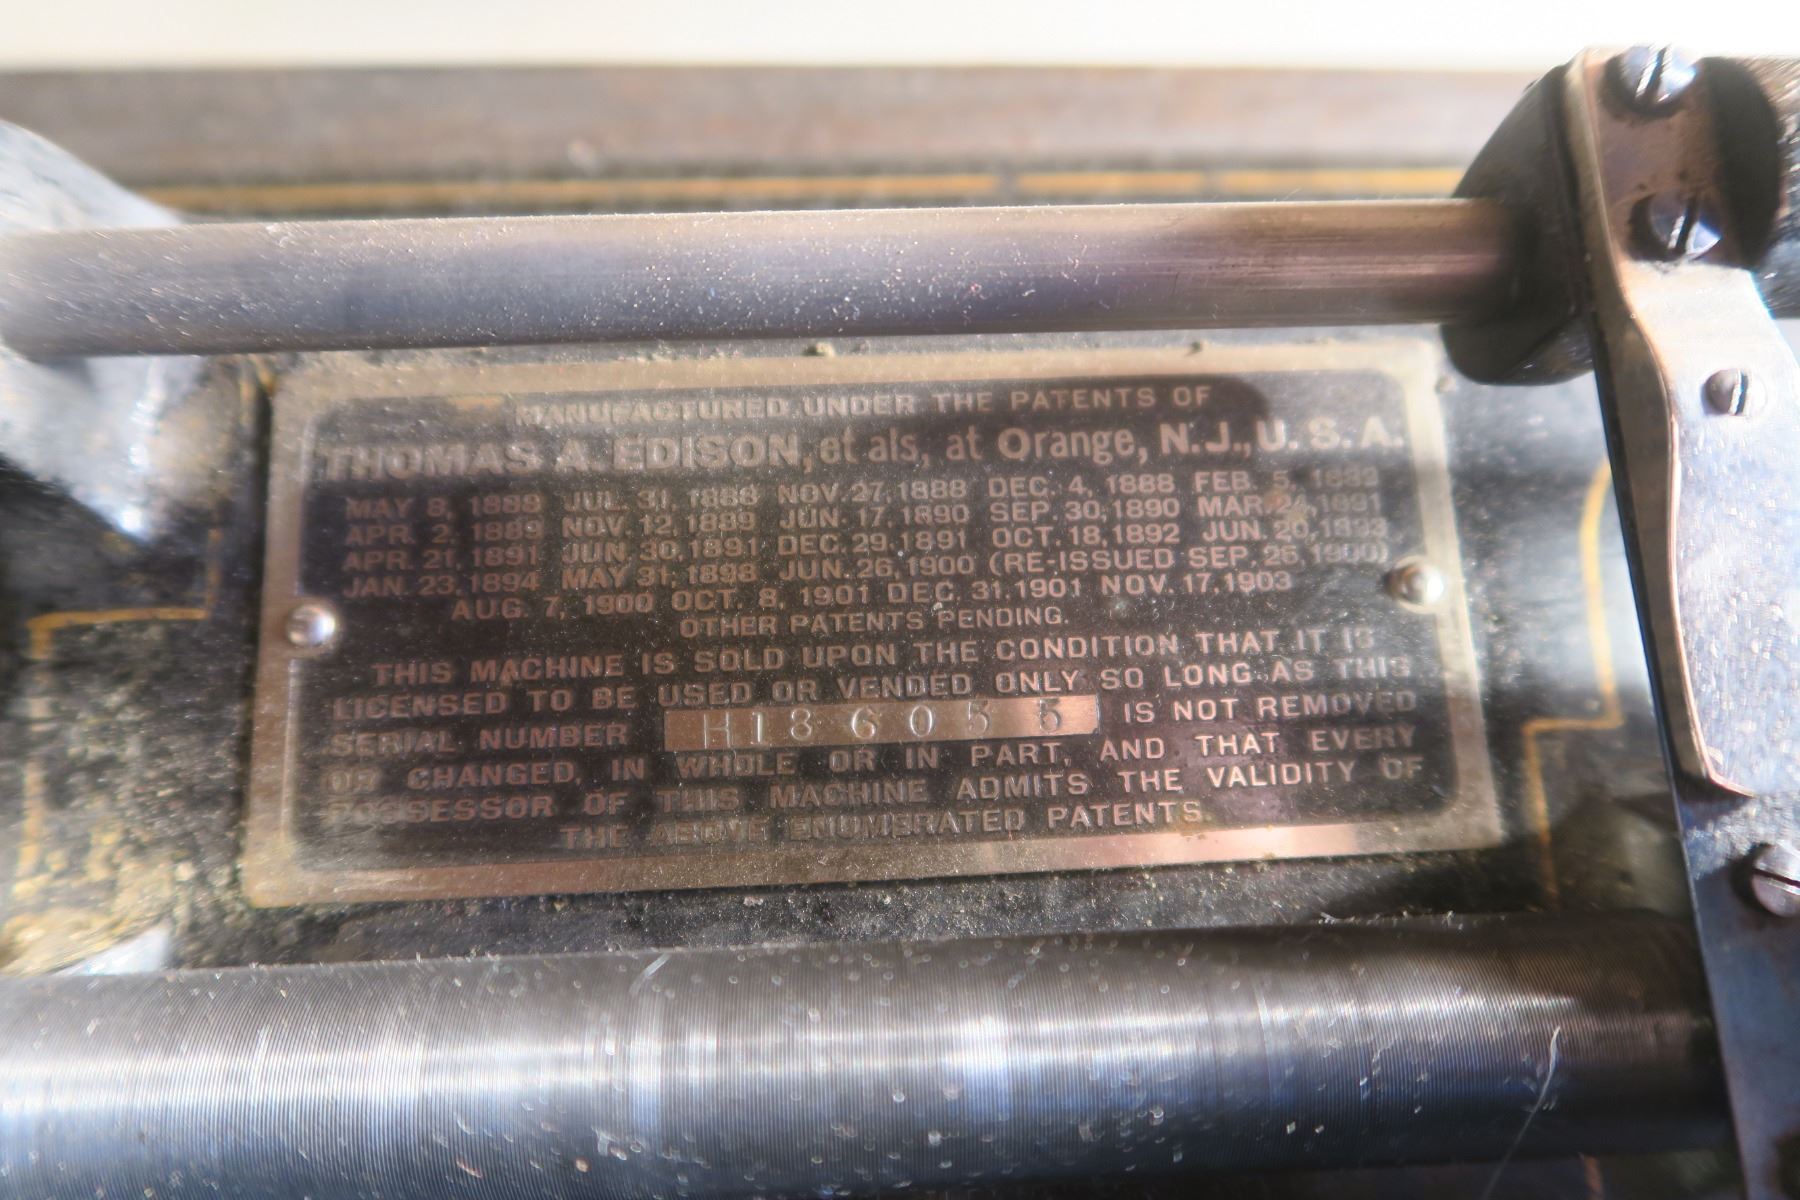 MANUFACTURED UNDER THE PATENTS OF
THOMAS A. EDISON, et als, at Orange, N.J., U.S.A.
MAY 8, 1888 JUL 31, 1888 NOV. 27, 1888 DEC. 4, 1888 FEB. 5,
APR. 2, 1889 NOV. 12, 1889 JUN. 17, 1890 SEP. 30, 1890 MAR. 24, 1891
APR. 21, 1891 JUN. 30, 1891 DEC. 29, 1891 OCT. 18, 1892 JUN. 20, 1893
JAN. 23, 1894 MAY 31, 1898 JUN. 26, 1900 (RE-ISSUED SEP. 25, 1900)
AUG. 7, 1900 OCT. 8, 1901 DEC. 31, 1901 NOV. 17, 1903
OTHER PATENTS PENDING.
THIS MACHINE IS SOLD UPON THE CONDITION THAT IT IS
LICENSED TO BE USED OR VENDED ONLY SO LONG AS THIS
SERIAL NUMBER H186055 IS NOT REMOVED
OR CHANGED, IN WHOLE OR IN PART, AND THAT EVERY
POSSESSOR OF THIS MACHINE ADMITS THE VALIDITY OF
THE ABOVE ENUMERATED PATENTS.